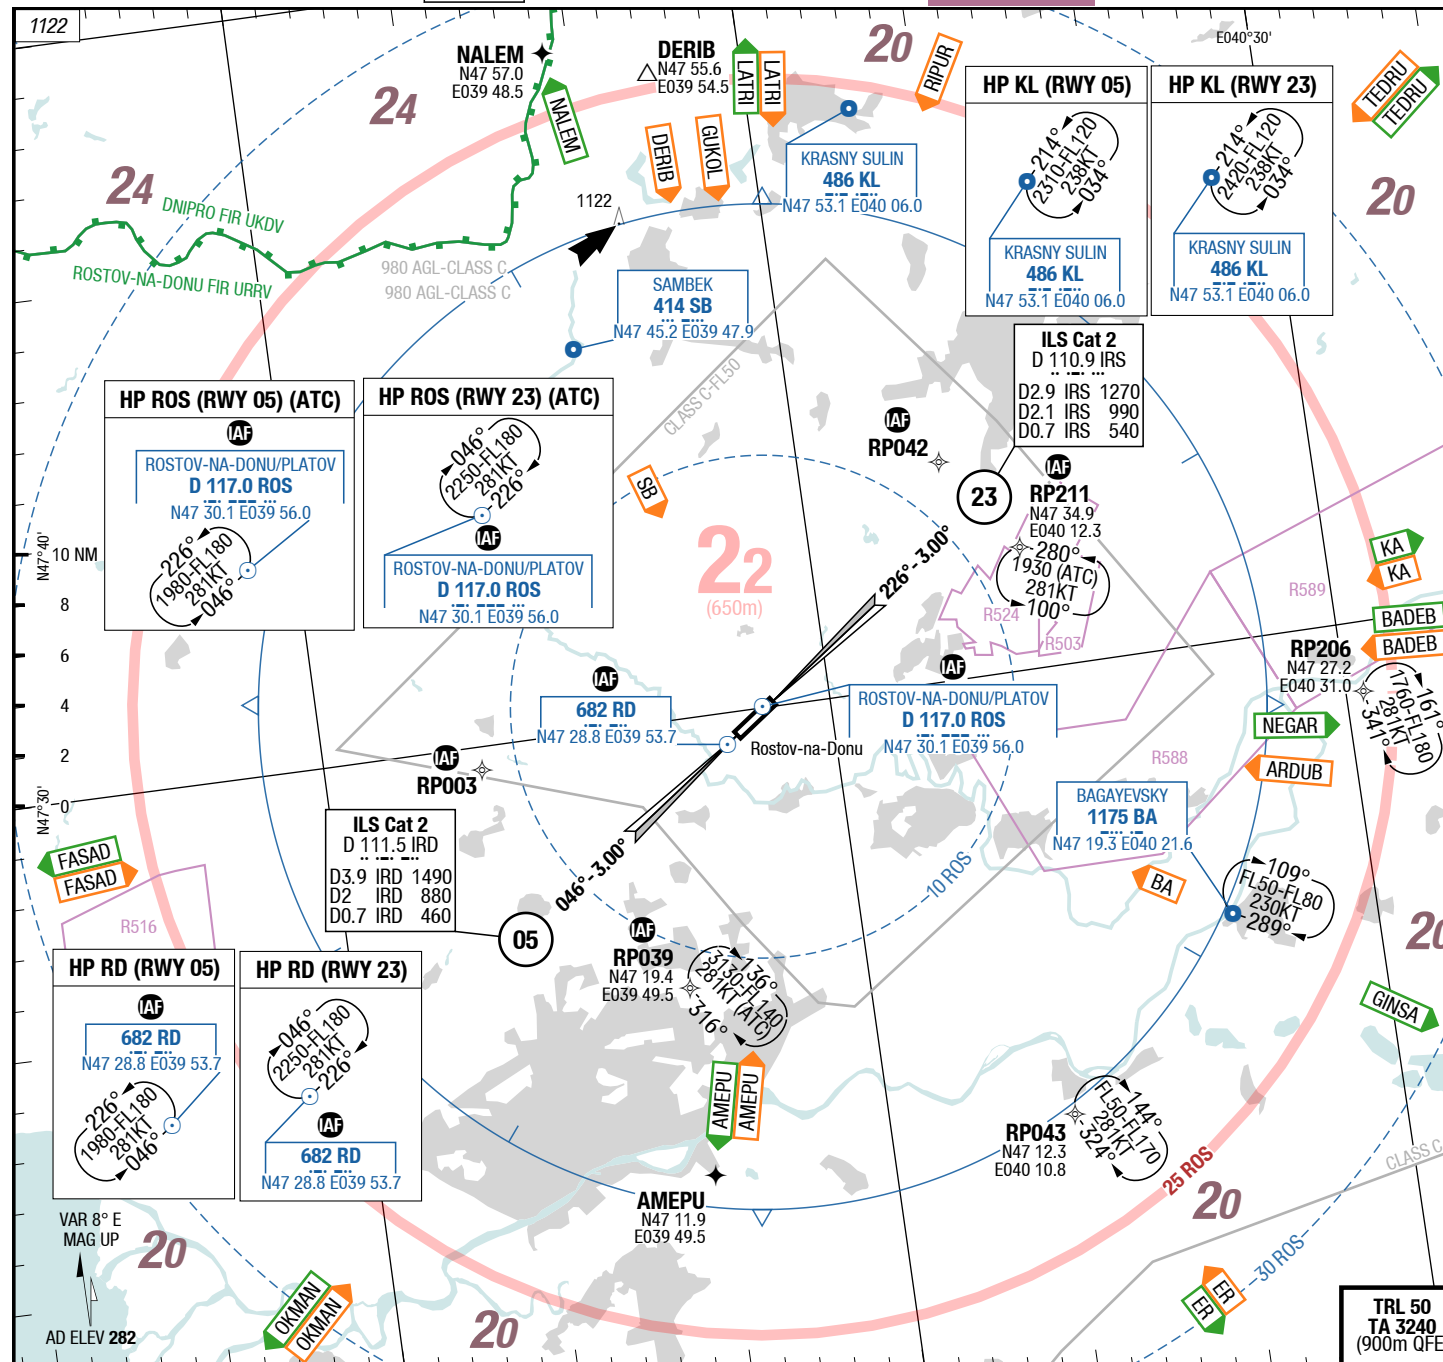 1122
NALEM
N47 57.0
E039 48.5
NALEM
DERIB
N47 55.6
E039 54.5
LATRI
LATRI
20
RIPUR
E040°30'
TEDRU
TEDRU
24
24
20
DERIB
GUKOL
KRASNY SULIN
486 KL
N47 53.1 E040 06.0
HP KL (RWY 05)
214°
2310-FL120
238KT
034°
KRASNY SULIN
486 KL
N47 53.1 E040 06.0
HP KL (RWY 23)
214°
2420-FL120
238KT
034°
KRASNY SULIN
486 KL
N47 53.1 E040 06.0
DNIPRO FIR UKDV
ROSTOV-NA-DONU FIR URRV
1122
980 AGL-CLASS C
980 AGL-CLASS C
SAMBEK
414 SB
N47 45.2 E039 47.9
CLASS C-FL50
ILS Cat 2
D 110.9 IRS
D2.9 IRS 1270
D2.1 IRS 990
D0.7 IRS 540
23
HP ROS (RWY 05) (ATC)
IAF
ROSTOV-NA-DONU/PLATOV
D 117.0 ROS
N47 30.1 E039 56.0
226°
1980-FL180
281KT
046°
HP ROS (RWY 23) (ATC)
046°
2250-FL180
281KT
226°
IAF
ROSTOV-NA-DONU/PLATOV
D 117.0 ROS
N47 30.1 E039 56.0
IAF
RP042
SB
IAF
RP211
N47 34.9
E040 12.3
280°
1930 (ATC)
281KT
100°
R524
R503
R589
KA
KA
BADEB
BADEB
N47°40'
10 NM
8
6
4
2
0
N47°30'
22
(650m)
226°-3.00°
RP206
N47 27.2
E040 31.0
161°
1760-FL180
281KT
341°
NEGAR
ARDUB
IAF
682 RD
N47 28.8 E039 53.7
IAF
ROSTOV-NA-DONU/PLATOV
D 117.0 ROS
N47 30.1 E039 56.0
Rostov-na-Donu
R588
IAF
RP003
BAGAYEVSKY
1175 BA
N47 19.3 E040 21.6
BA
109°
FL50-FL80
230KT
289°
ILS Cat 2
D 111.5 IRD
D3.9 IRD 1490
D2 IRD 880
D0.7 IRD 460
05
046°-3.00°
10 ROS
FASAD
FASAD
R516
20
IAF
RP039
N47 19.4
E039 49.5
136°
3130-FL140
281KT (ATC)
316°
GINSA
HP RD (RWY 05)
IAF
682 RD
N47 28.8 E039 53.7
226°
1980-FL180
281KT
046°
HP RD (RWY 23)
046°
2250-FL180
281KT
226°
IAF
682 RD
N47 28.8 E039 53.7
AMEPU
AMEPU
AMEPU
N47 11.9
E039 49.5
RP043
N47 12.3
E040 10.8
144°
FL50-FL170
281KT
324°
25 ROS
CLASS C
20
30 ROS
VAR 8° E
MAG UP
AD ELEV 282
20
OKMAN
OKMAN
20
ER
ER
TRL 50
TA 3240
(900m QFE